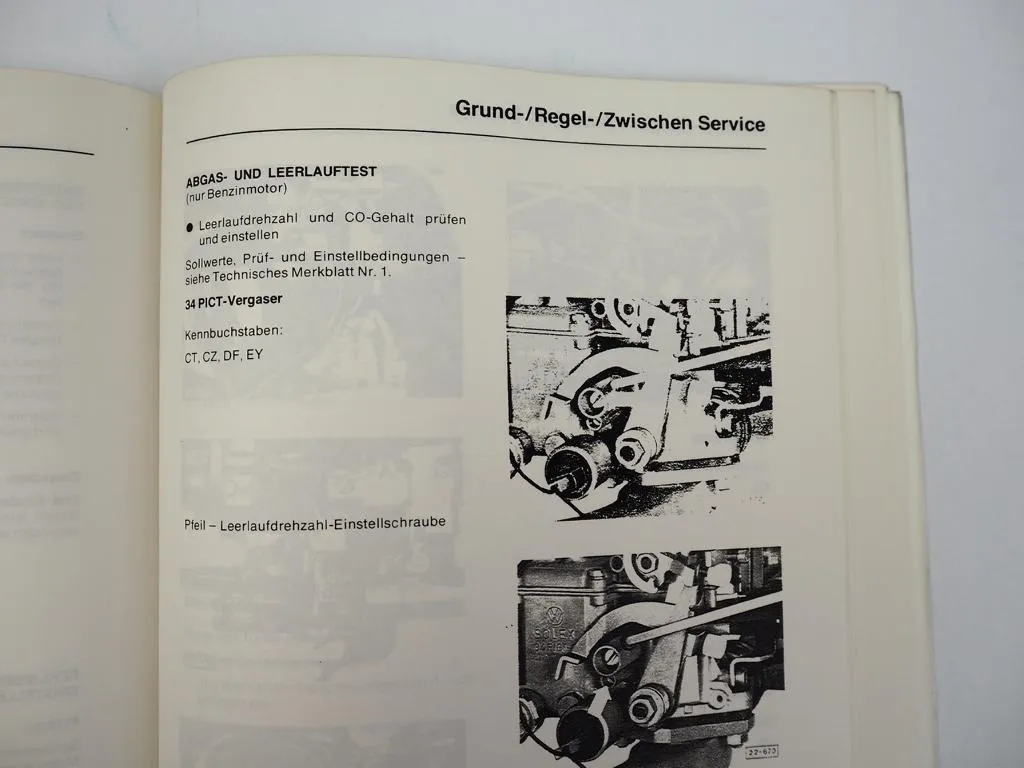 Grund-/Regel-/Zwischen Service
ABGAS- UND LEERLAUFTEST
(nur Benzinmotor)
● Leerlaufdrehzahl und CO-Gehalt prüfen
und einstellen
Sollwerte, Prüf- und Einstellbedingungen –
siehe Technisches Merkblatt Nr. 1.
34 PICT-Vergaser
Kennbuchstaben:
CT, CZ, DF, EY
Pfeil – Leerlaufdrehzahl-Einstellschraube
SOLEX
22-673